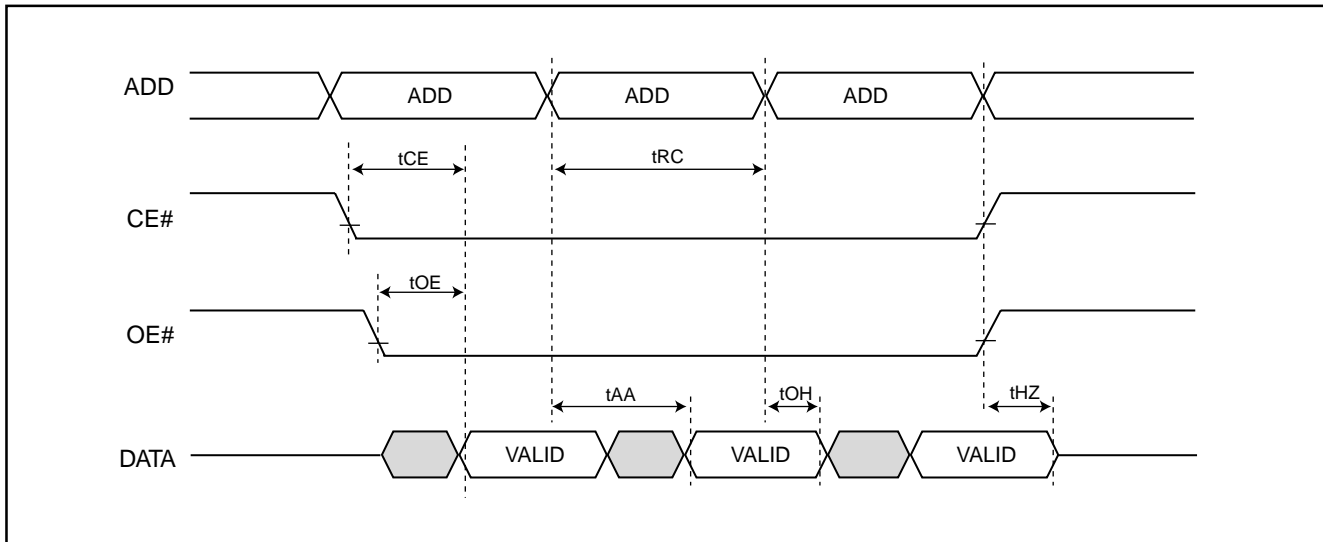 ADD ADD ADD ADD
tCE tRC
CE#
tOE
OE#
tAA tOH tHZ
DATA VALID VALID VALID